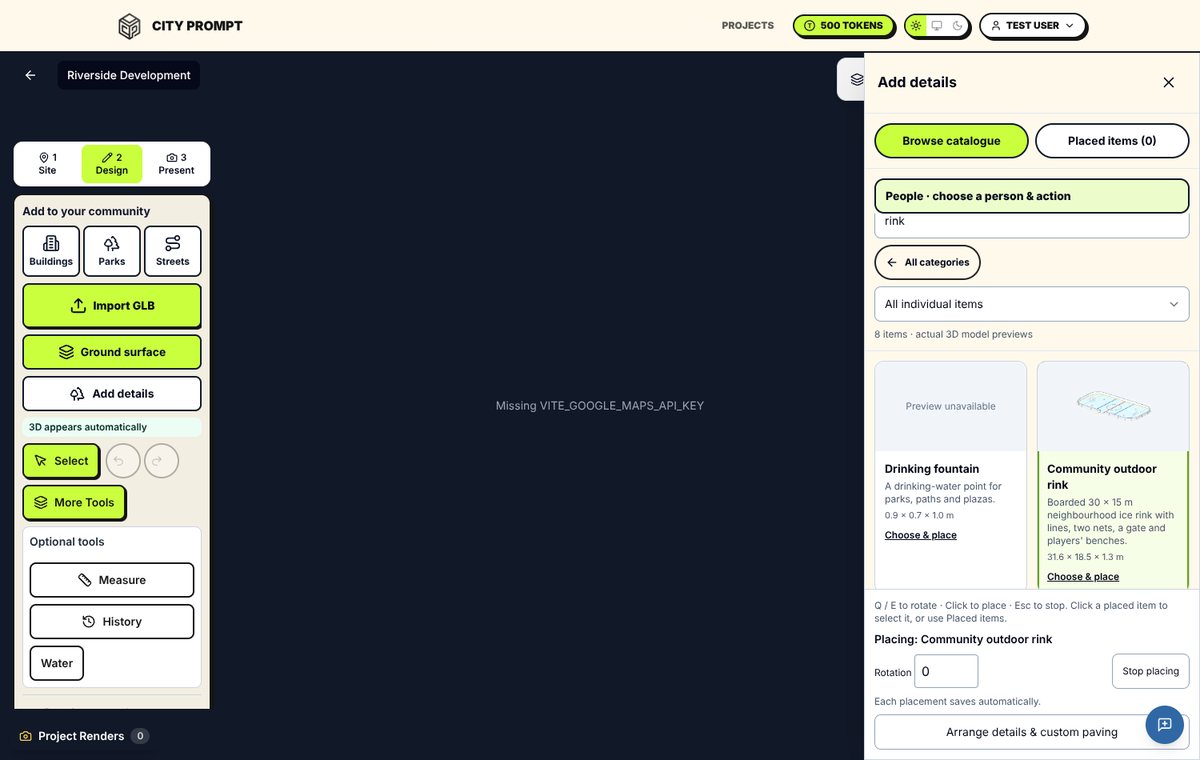 CITY PROMPT
PROJECTS
500 TOKENS
TEST USER
Riverside Development
1
Site
2
Design
3
Present
Add to your community
Buildings
Parks
Streets
Import GLB
Ground surface
Add details
3D appears automatically
Select
More Tools
Optional tools
Measure
History
Water
Project Renders 0
Missing VITE_GOOGLE_MAPS_API_KEY
Add details
Browse catalogue
Placed items (0)
People · choose a person & action
rink
All categories
All individual items
8 items · actual 3D model previews
Preview unavailable
Drinking fountain
A drinking-water point for
parks, paths and plazas.
0.9 × 0.7 × 1.0 m
Choose & place
Community outdoor
rink
Boarded 30 × 15 m
neighbourhood ice rink with
lines, two nets, a gate and
players' benches.
31.6 × 18.5 × 1.3 m
Choose & place
Q / E to rotate · Click to place · Esc to stop. Click a placed item to
select it, or use Placed items.
Placing: Community outdoor rink
Rotation 0
Stop placing
Each placement saves automatically.
Arrange details & custom paving